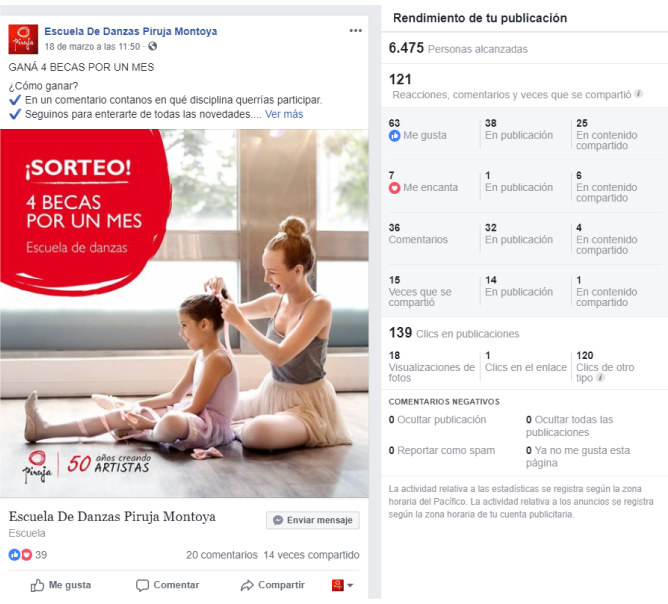 Escuela De Danzas Piruja Montoya
18 de marzo a las 11:50 ·
GANÁ 4 BECAS POR UN MES
¿Cómo ganar?
En un comentario contanos en qué disciplina querrías participar.
Seguinos para enterarte de todas las novedades.... Ver más
¡SORTEO!
4 BECAS
POR UN MES
Escuela de danzas
Piruja
50 años creando
ARTISTAS
Escuela De Danzas Piruja Montoya
Escuela
Enviar mensaje
39
20 comentarios 14 veces compartido
Me gusta Comentar Compartir
Rendimiento de tu publicación
6.475 Personas alcanzadas
121
Reacciones, comentarios y veces que se compartió
63 38 25
Me gusta En publicación En contenido
compartido
7 1 6
Me encanta En publicación En contenido
compartido
36 32 4
Comentarios En publicación En contenido
compartido
15 14 1
Veces que se En publicación En contenido
compartió compartido
139 Clics en publicaciones
18 1 120
Visualizaciones de Clics en el enlace Clics de otro
fotos tipo
COMENTARIOS NEGATIVOS
0 Ocultar publicación 0 Ocultar todas las
publicaciones
0 Reportar como spam 0 Ya no me gusta esta
página
La actividad relativa a las estadísticas se registra según la zona
horaria del Pacífico. La actividad relativa a los anuncios se registra
según la zona horaria de tu cuenta publicitaria.